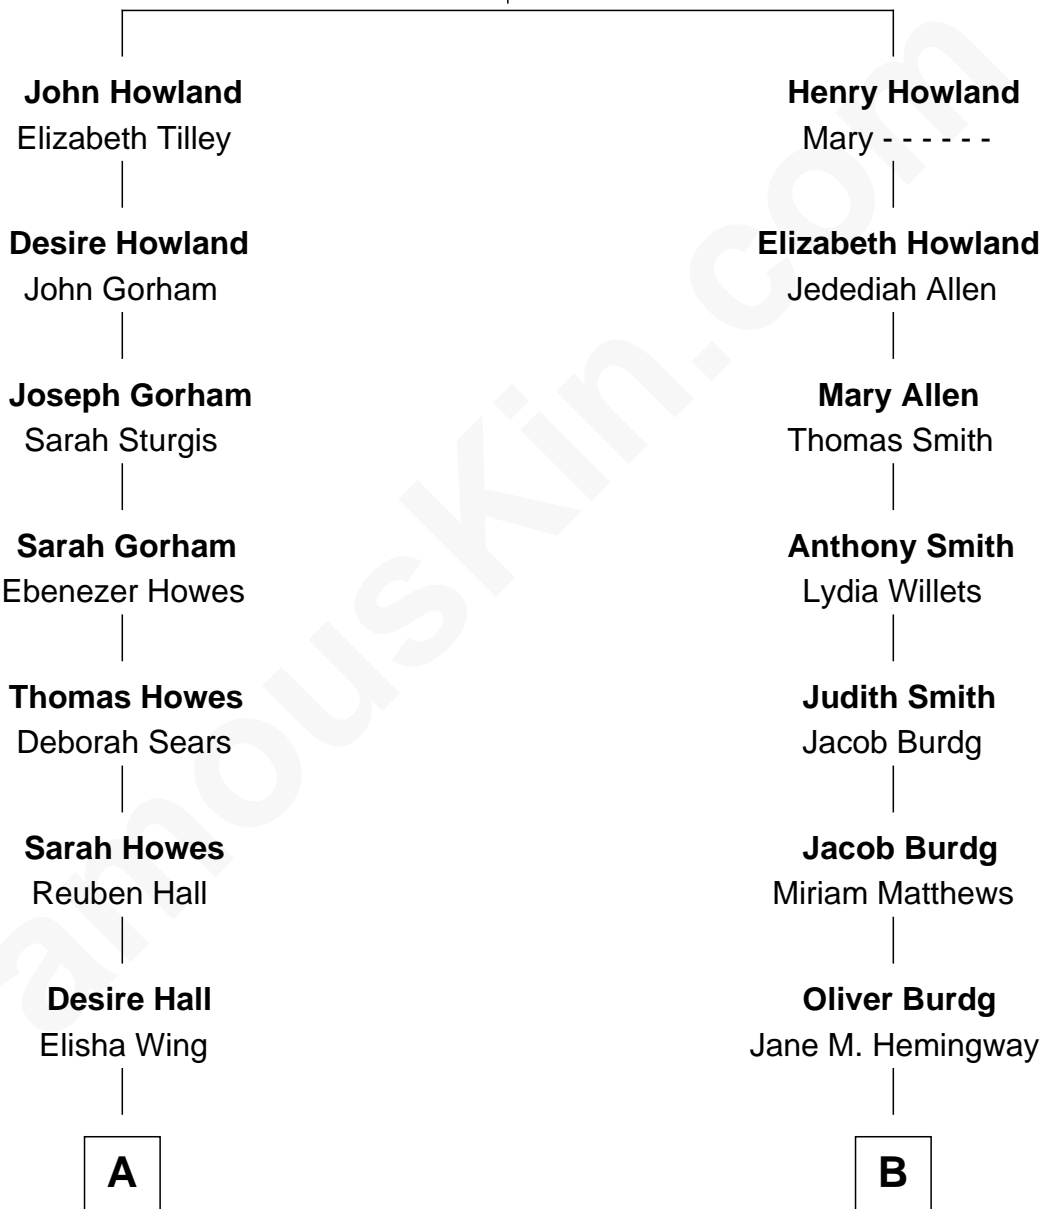 John Howland
Elizabeth Tilley
Desire Howland
John Gorham
Joseph Gorham
Sarah Sturgis
Sarah Gorham
Ebenezer Howes
Thomas Howes
Deborah Sears
Sarah Howes
Reuben Hall
Desire Hall
Elisha Wing
A
Henry Howland
Mary - - - - - -
Elizabeth Howland
Jedediah Allen
Mary Allen
Thomas Smith
Anthony Smith
Lydia Willets
Judith Smith
Jacob Burdg
Jacob Burdg
Miriam Matthews
Oliver Burdg
Jane M. Hemingway
B
amouskin.com